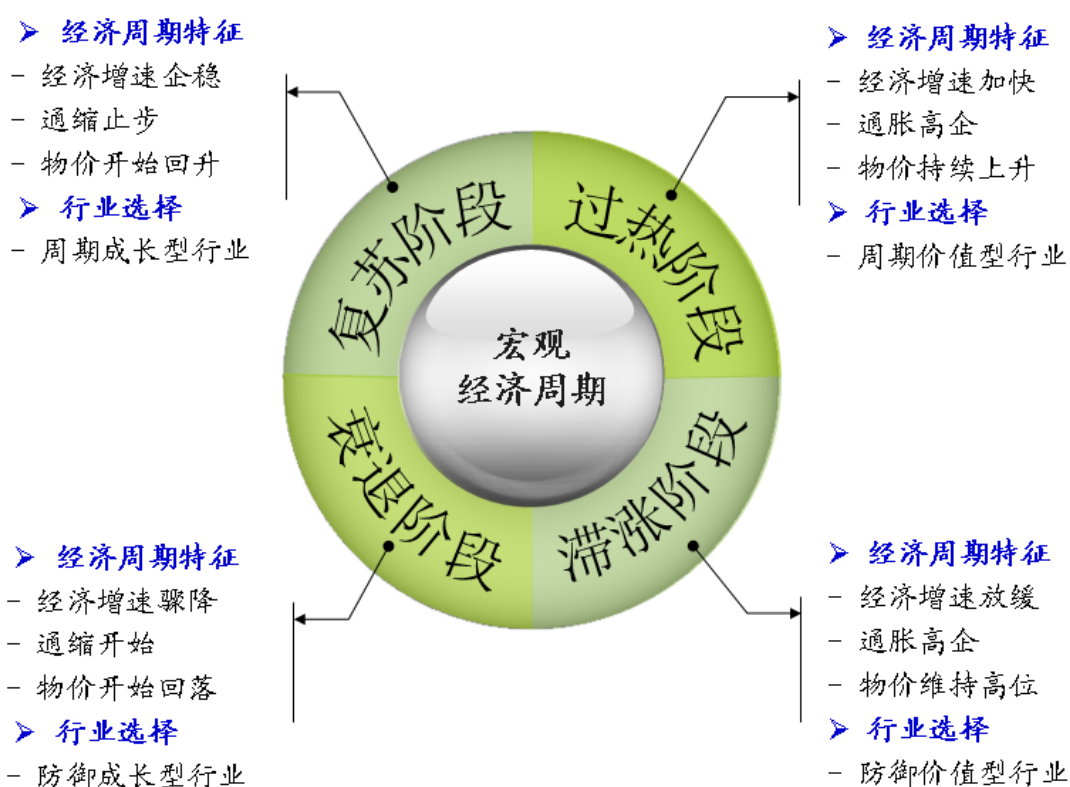 ➢ 经济周期特征
– 经济增速企稳
– 通缩止步
– 物价开始回升
➢ 行业选择
– 周期成长型行业
➢ 经济周期特征
– 经济增速加快
– 通胀高企
– 物价持续上升
➢ 行业选择
– 周期价值型行业
复苏阶段
过热阶段
宏观
经济周期
衰退阶段
滞涨阶段
➢ 经济周期特征
– 经济增速骤降
– 通缩开始
– 物价开始回落
➢ 行业选择
– 防御成长型行业
➢ 经济周期特征
– 经济增速放缓
– 通胀高企
– 物价维持高位
➢ 行业选择
– 防御价值型行业